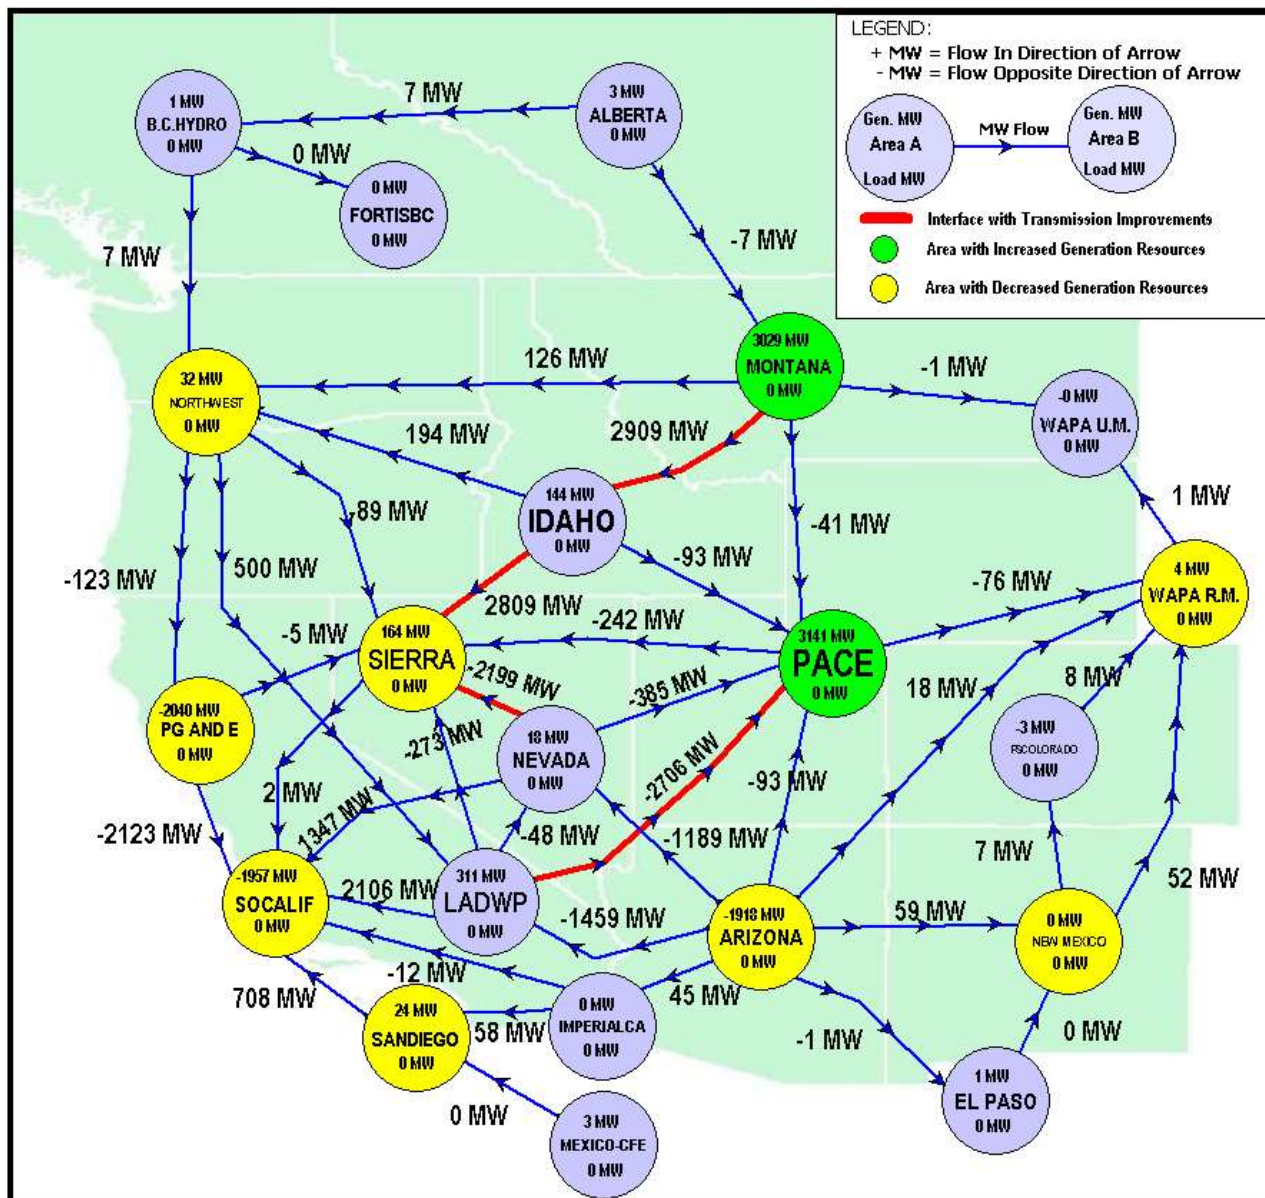 LEGEND:
+ MW = Flow In Direction of Arrow
- MW = Flow Opposite Direction of Arrow
Gen. MW
Area A
Load MW
MW Flow
Gen. MW
Area B
Load MW
Interface with Transmission Improvements
Area with Increased Generation Resources
Area with Decreased Generation Resources
1 MW
B.C.HYDRO
0 MW
7 MW
3 MW
ALBERTA
0 MW
0 MW
0 MW
FORTISBC
0 MW
7 MW
-7 MW
3029 MW
MONTANA
0 MW
126 MW
-1 MW
32 MW
NORTHWEST
0 MW
-0 MW
WAPA U.M.
0 MW
194 MW
2909 MW
144 MW
IDAHO
0 MW
1 MW
-89 MW
-41 MW
-93 MW
-123 MW
500 MW
2809 MW
-76 MW
4 MW
WAPA R.M.
0 MW
-5 MW
164 MW
SIERRA
0 MW
-242 MW
3141 MW
PACE
0 MW
-2199 MW
-385 MW
18 MW
8 MW
-2040 MW
PG AND E
0 MW
-273 MW
18 MW
NEVADA
0 MW
-2706 MW
-93 MW
-3 MW
PSCOLORADO
0 MW
2 MW
1347 MW
-2123 MW
-48 MW
-1189 MW
7 MW
52 MW
-1957 MW
SOCALIF
0 MW
2106 MW
311 MW
LADWP
0 MW
-1459 MW
-1918 MW
ARIZONA
0 MW
59 MW
0 MW
NEW MEXICO
0 MW
-12 MW
45 MW
708 MW
24 MW
SANDIEGO
0 MW
58 MW
0 MW
IMPERIALCA
0 MW
-1 MW
0 MW
1 MW
EL PASO
0 MW
0 MW
3 MW
MEXICO-CFE
0 MW